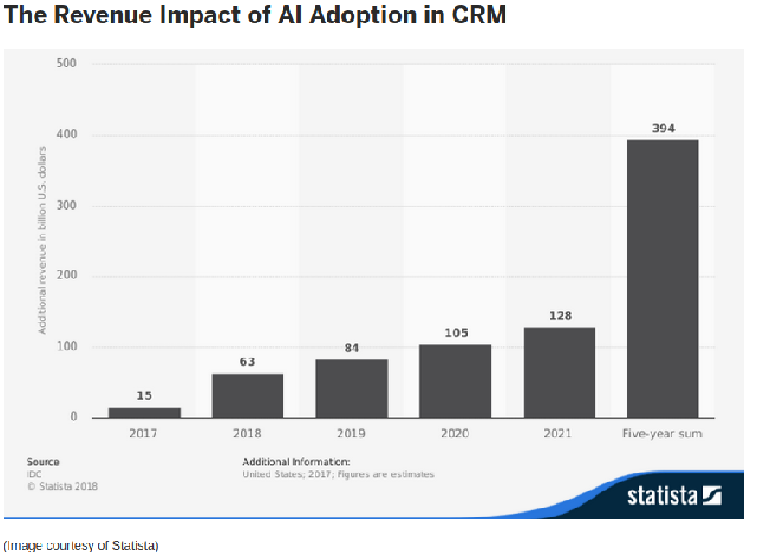 The Revenue Impact of AI Adoption in CRM
Additional revenue in billion U.S. dollars
500
400
300
200
100
0
15
63
84
105
128
394
2017
2018
2019
2020
2021
Five-year sum
Source
IDC
© Statista 2018
Additional Information:
United States; 2017; Figures are estimates
statista
(Image courtesy of Statista)